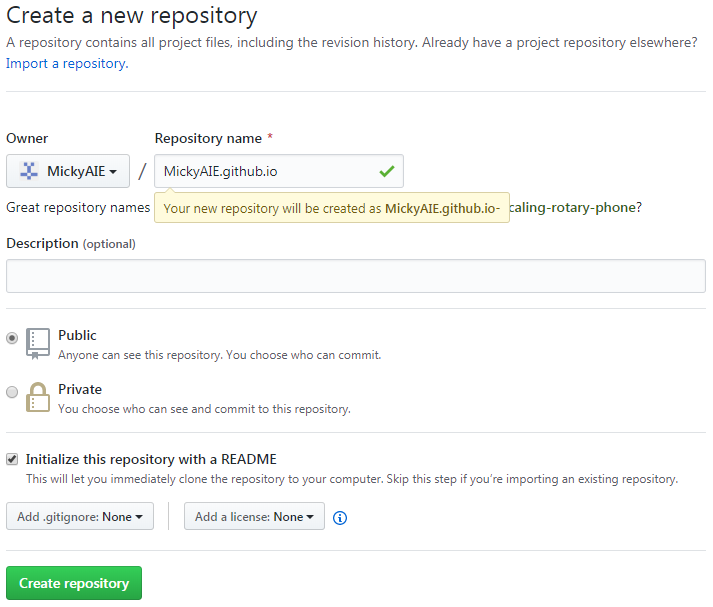 Create a new repository
A repository contains all project files, including the revision history. Already have a project repository elsewhere?
Import a repository.
Owner
Repository name *
MickyAIE
/
MickyAIE.github.io
Great repository names
Your new repository will be created as MickyAIE.github.io-
caling-rotary-phone?
Description (optional)
Public
Anyone can see this repository. You choose who can commit.
Private
You choose who can see and commit to this repository.
Initialize this repository with a README
This will let you immediately clone the repository to your computer. Skip this step if you’re importing an existing repository.
Add .gitignore: None
Add a license: None
Create repository